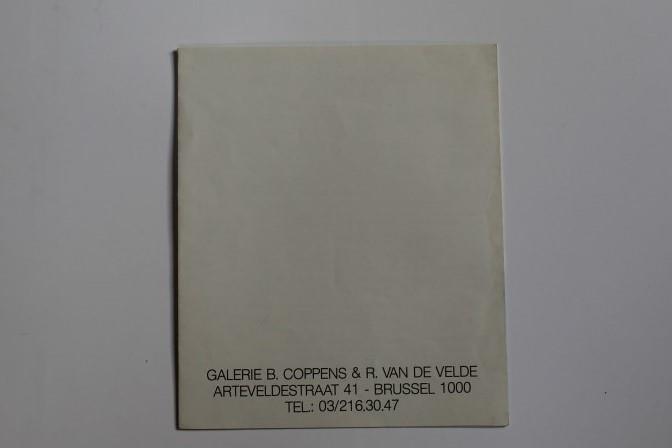 GALERIE B. COPPENS & R. VAN DE VELDE
ARTEVELDESTRAAT 41 - BRUSSEL 1000
TEL.: 03/216.30.47